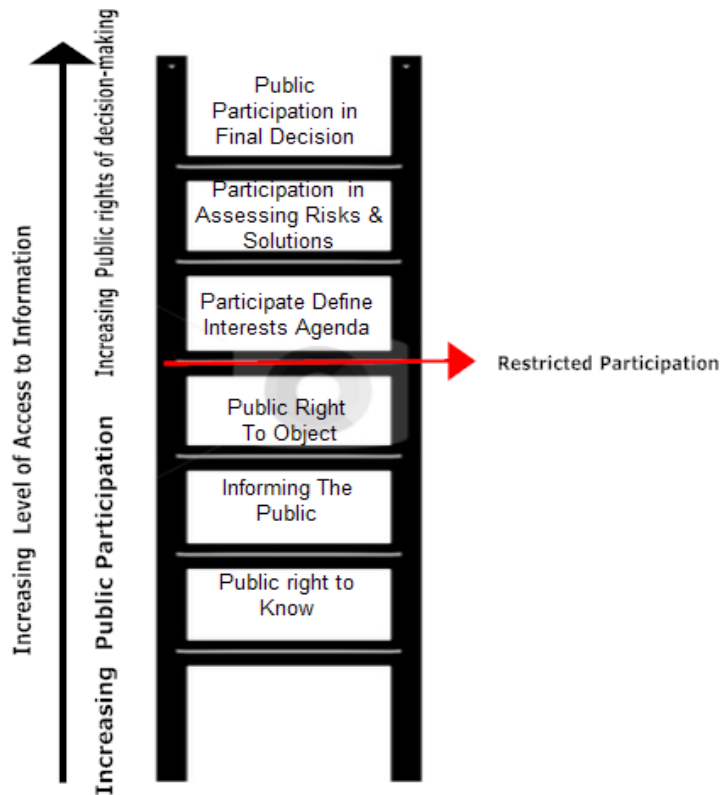 Increasing Level of Access to Information
Increasing Public Participation
Increasing Public rights of decision-making
Public
Participation in
Final Decision
Participation in
Assessing Risks &
Solutions
Participate Define
Interests Agenda
Restricted Participation
Public Right
To Object
Informing The
Public
Public right to
Know